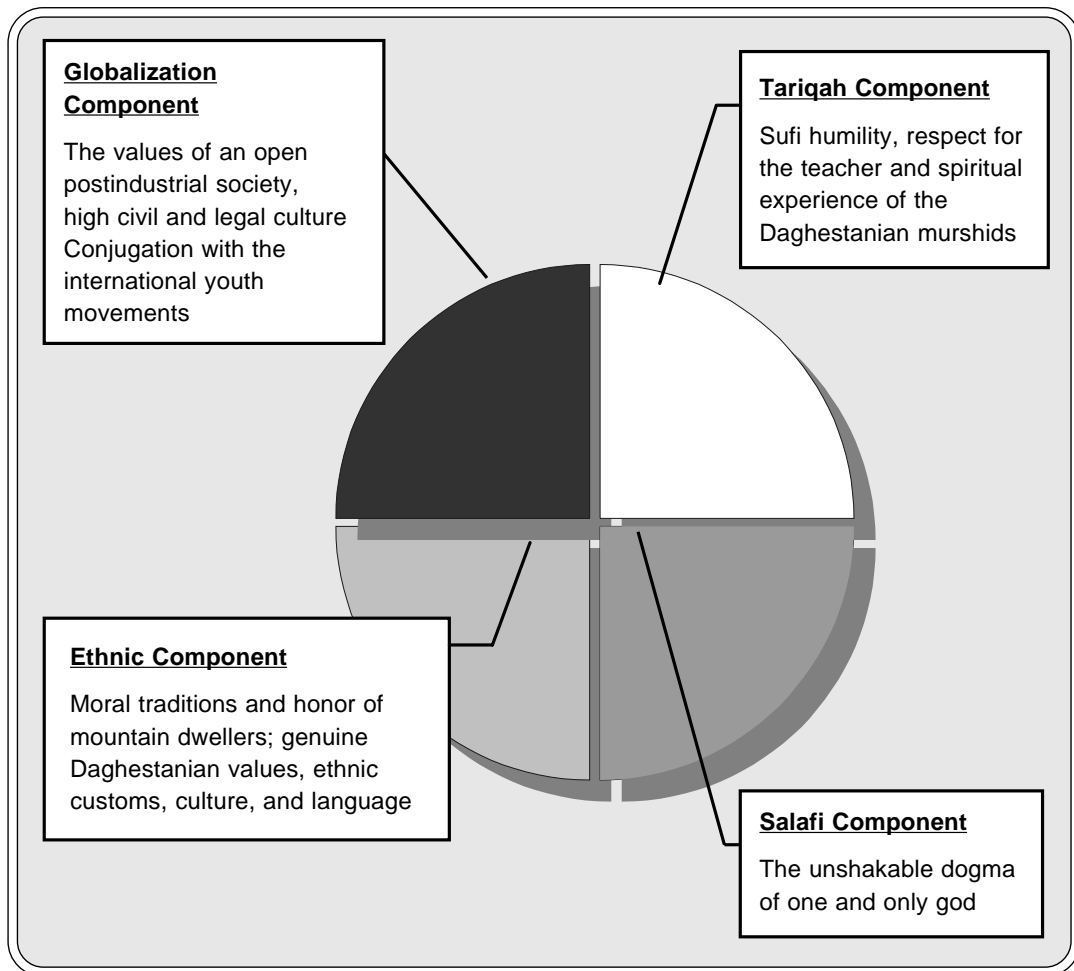 Globalization
Component
The values of an open
postindustrial society,
high civil and legal culture
Conjugation with the
international youth
movements
Tariqah Component
Sufi humility, respect for
the teacher and spiritual
experience of the
Daghestanian murshids
Ethnic Component
Moral traditions and honor of
mountain dwellers; genuine
Daghestanian values, ethnic
customs, culture, and language
Salafi Component
The unshakable dogma
of one and only god